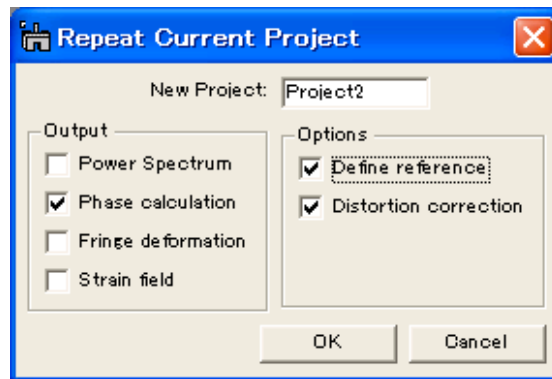 Repeat Current Project
New Project: Project2
Output
Power Spectrum
Phase calculation
Fringe deformation
Strain field
Options
Define reference
Distortion correction
OK
Cancel